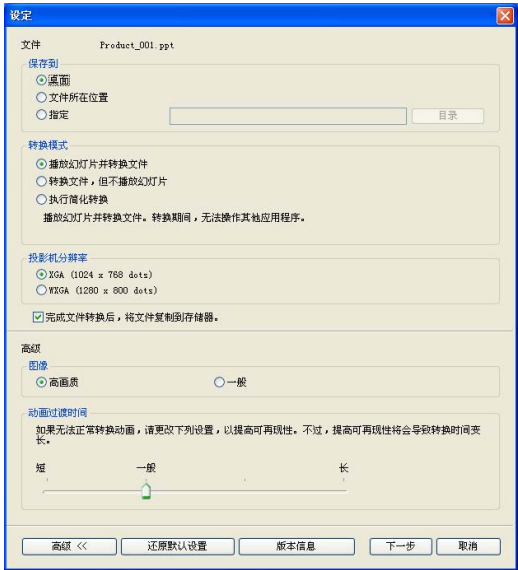 设定
文件 Product_001.ppt
保存到
桌面
文件所在位置
指定 目录
转换模式
播放幻灯片并转换文件
转换文件，但不播放幻灯片
执行简化转换
播放幻灯片并转换文件。转换期间，无法操作其他应用程序。
投影机分辨率
XGA (1024 x 768 dots)
WXGA (1280 x 800 dots)
完成文件转换后，将文件复制到存储器。
高级
图像
高画质 一般
动画过渡时间
如果无法正常转换动画，请更改下列设置，以提高可再现性。不过，提高可再现性将会导致转换时间变
长。
短 一般 长
高级 << 还原默认设置 版本信息 下一步 取消